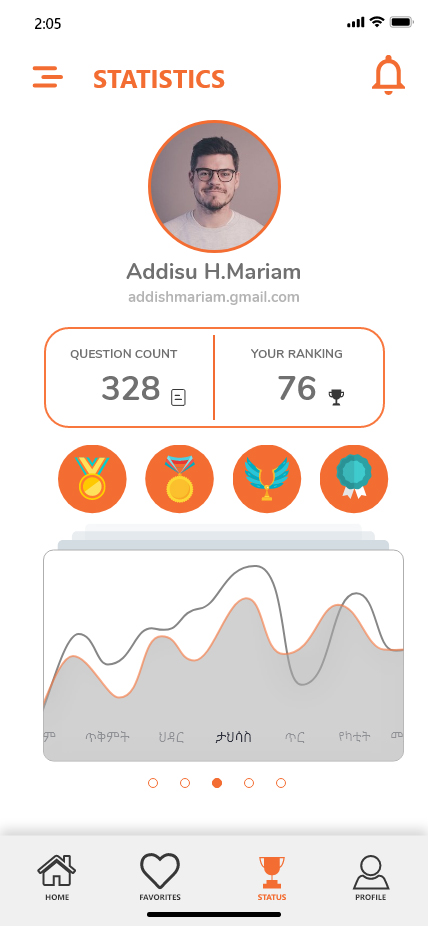 2:05
STATISTICS
Addisu H.Mariam
addishmariam.gmail.com
QUESTION COUNT YOUR RANKING
328 76
ም ጥቅምት ህዳር ታህሳስ ጥር የካቲት መ
HOME FAVORITES STATUS PROFILE